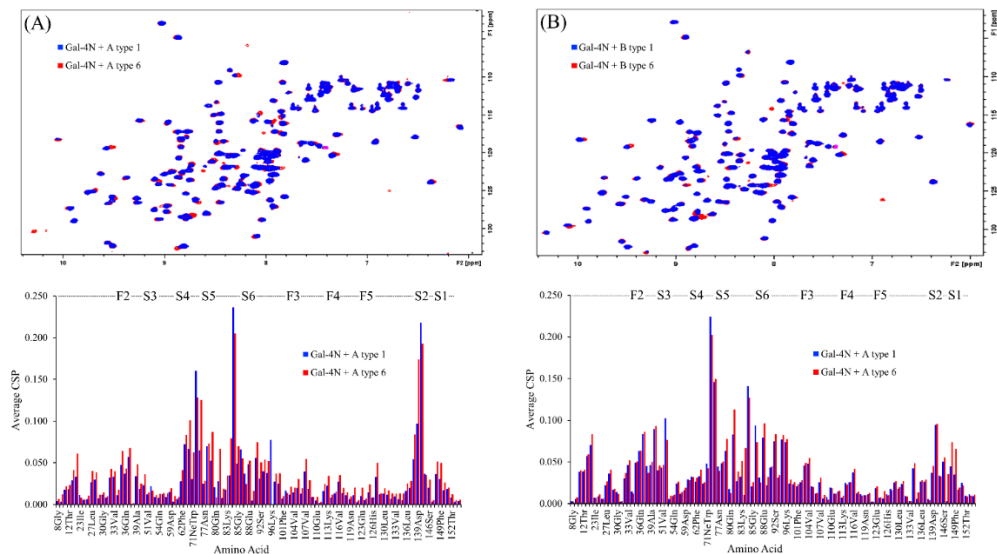 (A)
Gal-4N + A type 1
Gal-4N + A type 6
F1 [ppm]
110
115
120
125
130
10
9
8
7
F2 [ppm]
(B)
Gal-4N + B type 1
Gal-4N + B type 6
F1 [ppm]
110
115
120
125
130
10
9
8
7
F2 [ppm]
F2 S3 S4 S5 S6 F3 F4 F5 S2 S1
Gal-4N + A type 1
Gal-4N + A type 6
Average CSP
0.250
0.200
0.150
0.100
0.050
0.000
8Gly 12Thr 23Ile 27Leu 30Gly 33Val 36Gln 39Ala 51Val 54Gln 59Asp 62Phe 71NeTrp 77Asn 80Gln 83Lys 85Gly 88Gln 92Ser 96Lys 101Phe 104Val 107Val 110Glu 113Lys 116Val 119Asn 123Gln 126His 133Val 136Leu 139Asp 146Ser 149Phe 152Thr
Amino Acid
F2 S3 S4 S5 S6 F3 F4 F5 S2 S1
Gal-4N + A type 1
Gal-4N + A type 6
Average CSP
0.250
0.200
0.150
0.100
0.050
0.000
8Gly 12Thr 23Ile 27Leu 30Gly 33Val 36Gln 39Ala 51Val 54Gln 59Asp 62Phe 71NeTrp 77Asn 80Gln 83Lys 85Gly 88Gln 92Ser 99Lys 101Phe 104Val 107Val 110Glu 113Lys 116Val 119Asn 123Glu 126His 130Leu 133Val 136Leu 139Asp 146Ser 149Phe 152Thr
Amino Acid